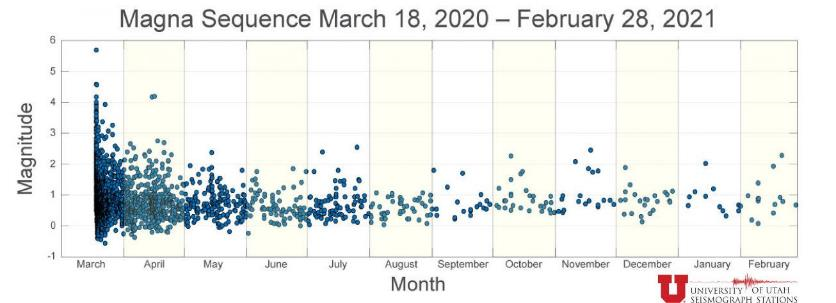 Magna Sequence March 18, 2020 – February 28, 2021
6
5
4
3
2
1
0
-1
Magnitude
March April May June July August September October November December January February
Month
U
UNIVERSITY OF UTAH
SEISMOGRAPH STATIONS